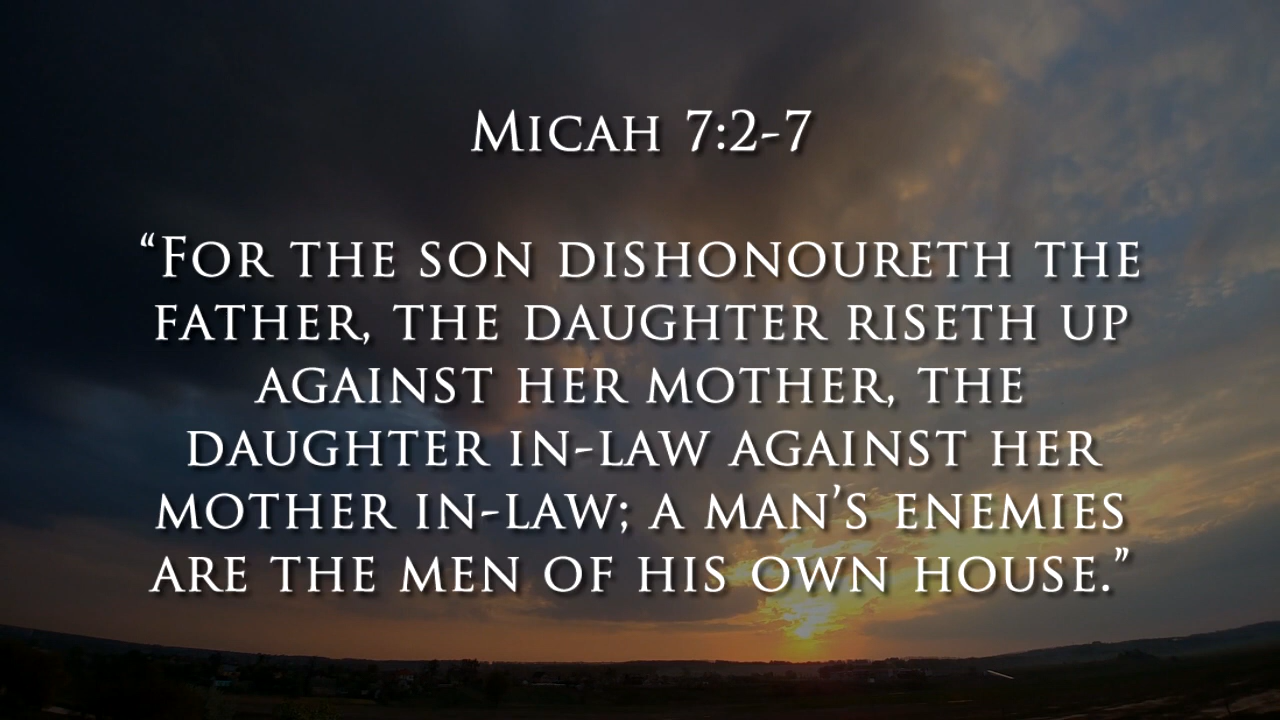 Micah 7:2-7
“For the son dishonoureth the
father, the daughter riseth up
against her mother, the
daughter in-law against her
mother in-law; a man’s enemies
are the men of his own house.”